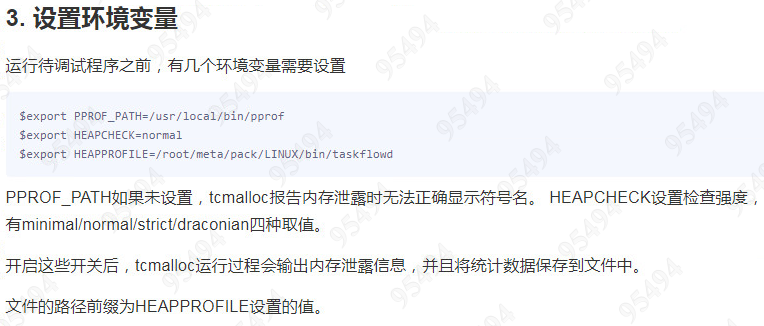 3. 设置环境变量
运行待调试程序之前，有几个环境变量需要设置
$export PPROF_PATH=/usr/local/bin/pprof
$export HEAPCHECK=normal
$export HEAPPROFILE=/root/meta/pack/LINUX/bin/taskflowd
PPROF_PATH如果未设置，tcmalloc报告内存泄露时无法正确显示符号名。 HEAPCHECK设置检查强度，
有minimal/normal/strict/draconian四种取值。
开启这些开关后，tcmalloc运行过程会输出内存泄露信息，并且将统计数据保存到文件中。
文件的路径前缀为HEAPPROFILE设置的值。
95494
95494
95494
95494
95494
95494
95494
95494
95494